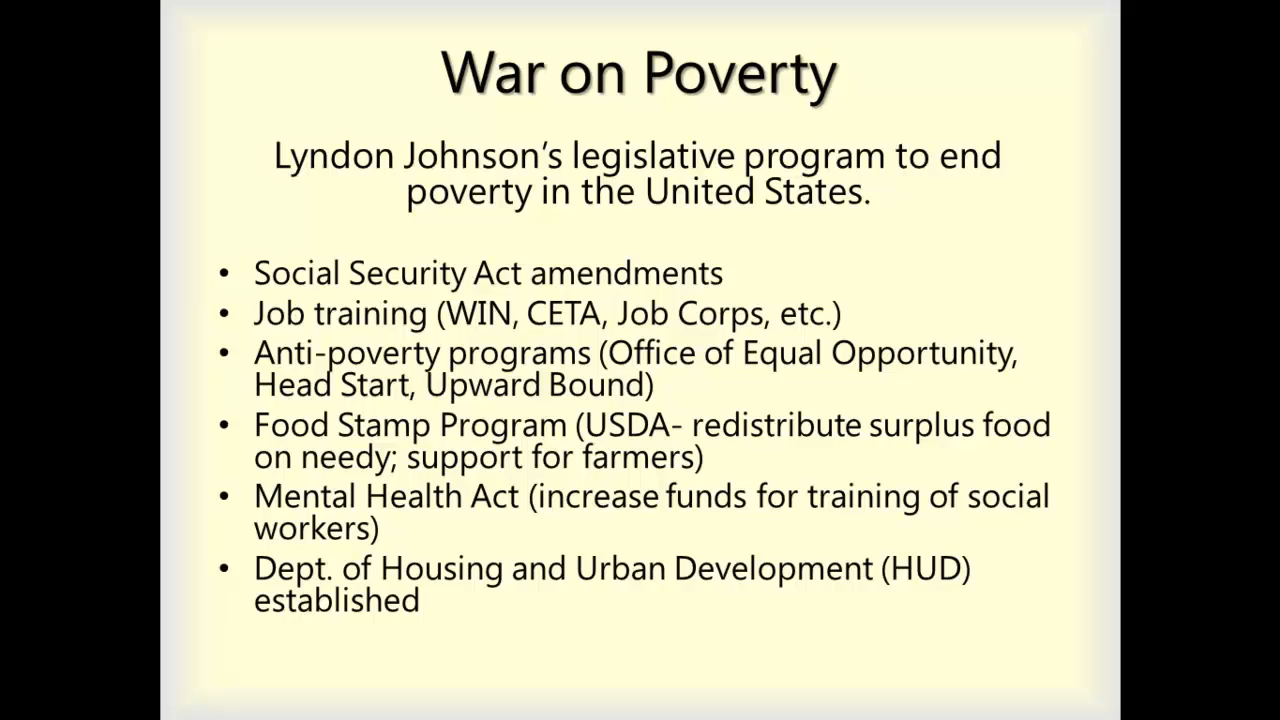 War on Poverty
Lyndon Johnson‘s legislative program to end
poverty in the United States.
• Social Security Act amendments
• Job training (WIN, CETA, Job Corps, etc.)
• Anti-poverty programs (Office of Equal Opportunity,
Head Start, Upward Bound)
• Food Stamp Program (USDA- redistribute surplus food
on needy; support for farmers)
• Mental Health Act (increase funds for training of social
workers)
• Dept. of Housing and Urban Development (HUD)
established